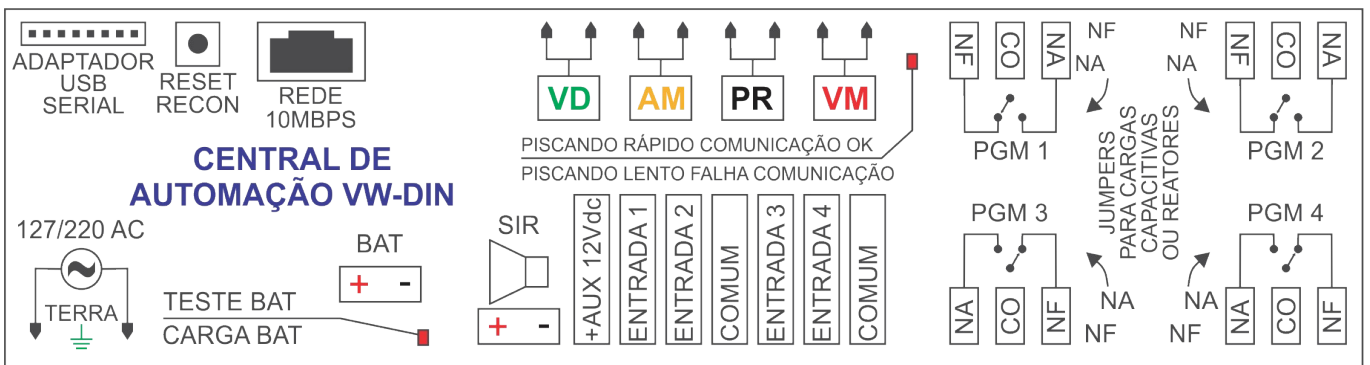 ADAPTADOR
USB
SERIAL
RESET
RECON
REDE
10MBPS
CENTRAL DE
AUTOMAÇÃO VW-DIN
127/220 AC
TERRA
BAT
+ -
TESTE BAT
CARGA BAT
VD
AM
PR
VM
PISCANDO RÁPIDO COMUNICAÇÃO OK
PISCANDO LENTO FALHA COMUNICAÇÃO
SIR
+ -
+AUX 12Vdc
ENTRADA 1
ENTRADA 2
COMUM
ENTRADA 3
ENTRADA 4
COMUM
NF
CO
NA
NF
NA
PGM 1
NF
NA
NF
CO
NA
PGM 2
JUMPERS
PARA CARGAS
CAPACITIVAS
OU REATORES
PGM 3
NA
CO
NF
NA
NF
PGM 4
NA
NF
NA
CO
NF